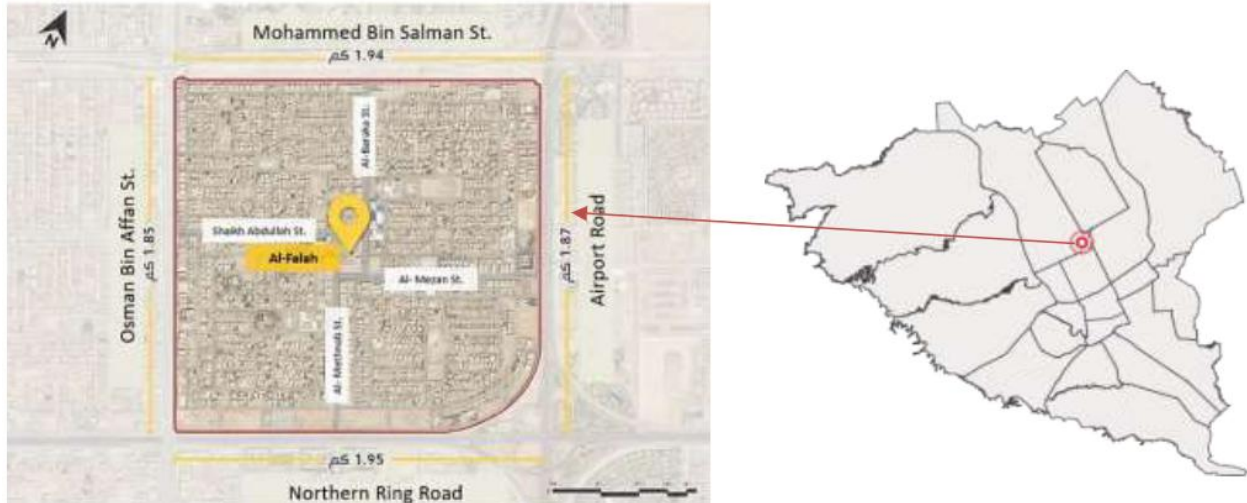 Mohammed Bin Salman St.
1.94 كم
N
Al-Baraka St.
Osman Bin Affan St.
1.85 كم
Shaikh Abdullah St.
Al-Falah
Al- Mezan St.
1.87 كم
Airport Road
Al- Methnab St.
1.95 كم
Northern Ring Road